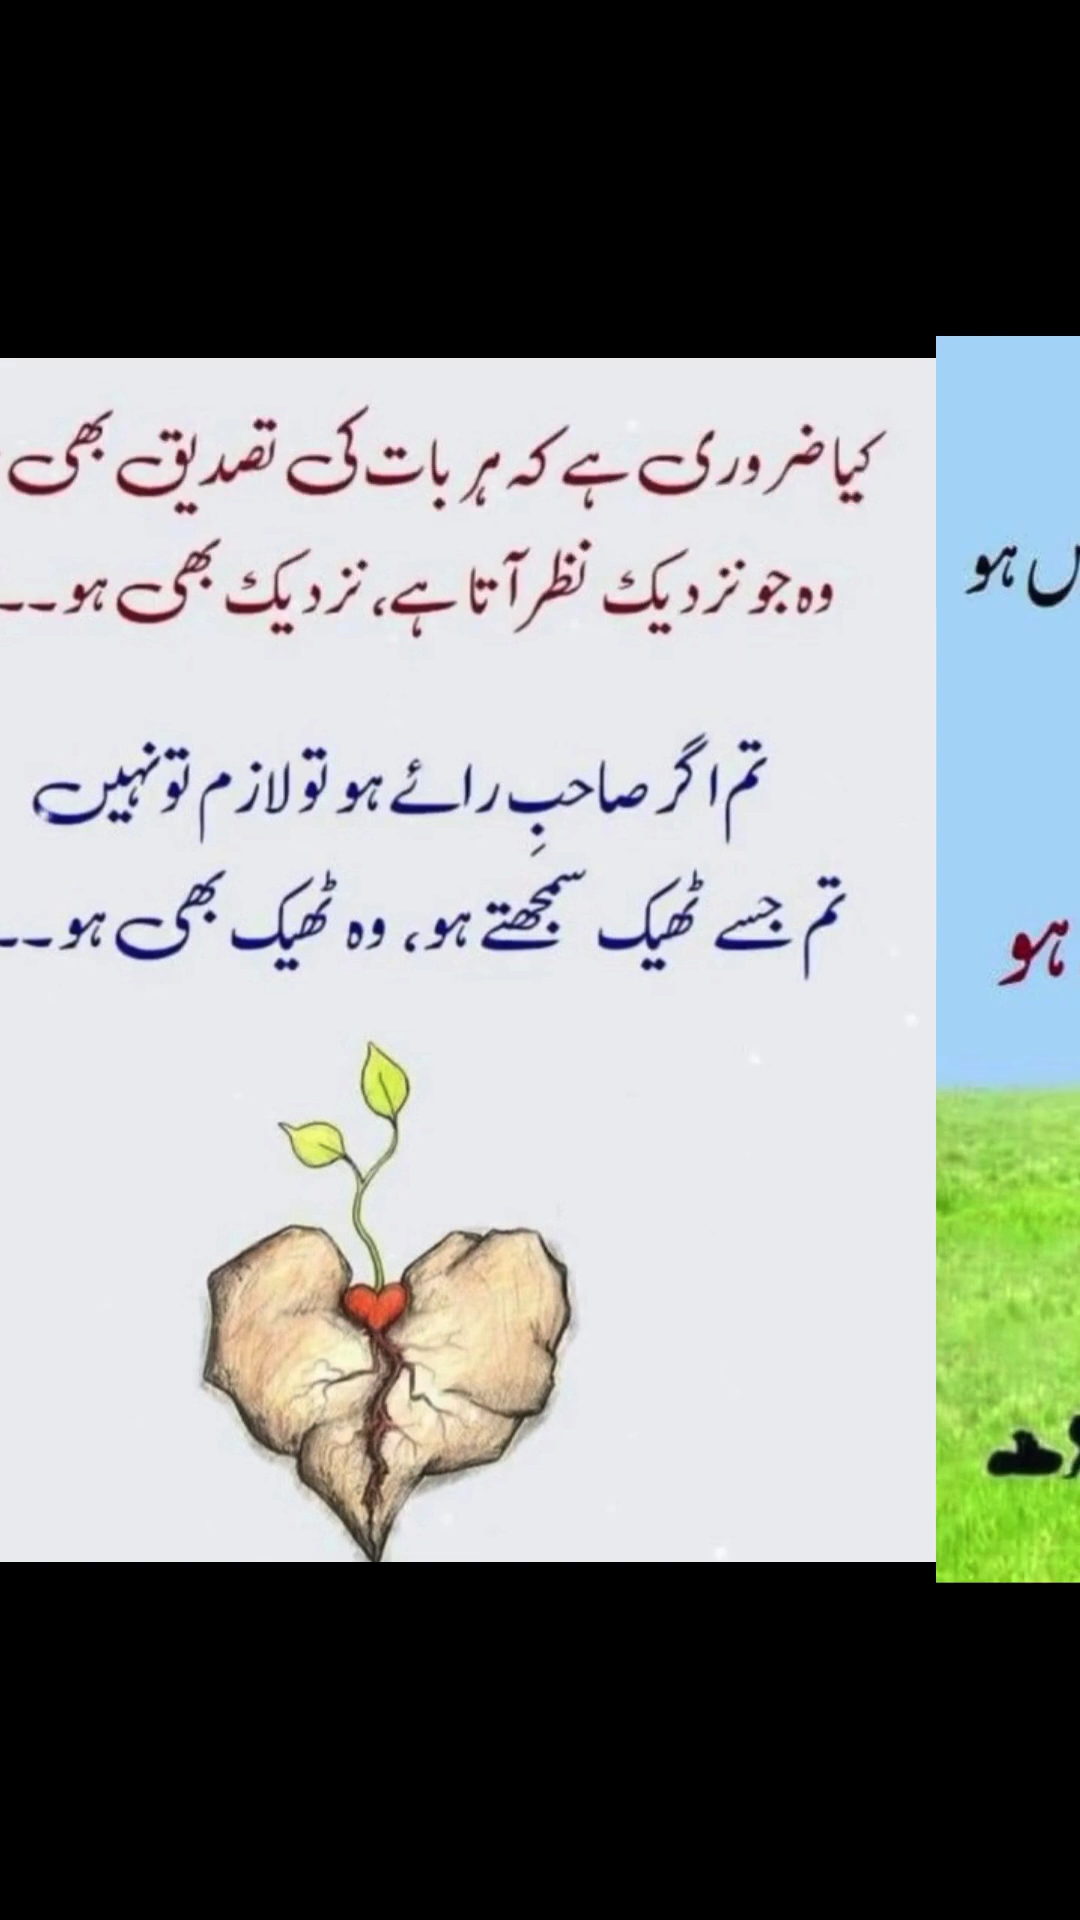 کیا ضروری ہے کہ ہر بات کی تصدیق بھی
وہ جو نزدیک نظر آتا ہے، نزدیک بھی ہو۔۔
تم اگر صاحبِ رائے ہو تو لازم تو نہیں
تم جسے ٹھیک سمجھتے ہو، وہ ٹھیک بھی ہو۔۔
ہو
ہو